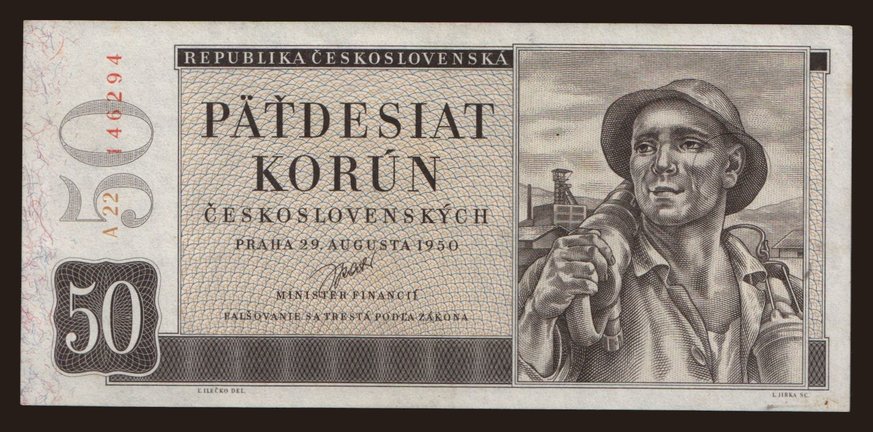 REPUBLIKA ČESKOSLOVENSKÁ
50
A 22 146294
PÄŤDESIAT
KORÚN
ČESKOSLOVENSKÝCH
PRAHA 29. AUGUSTA 1950
MINISTER FINANCIÍ
FALŠOVANIE SA TRESTÁ PODĽA ZÁKONA
50
Ľ. ILEČKO DEL.
L. JIRKA SC.